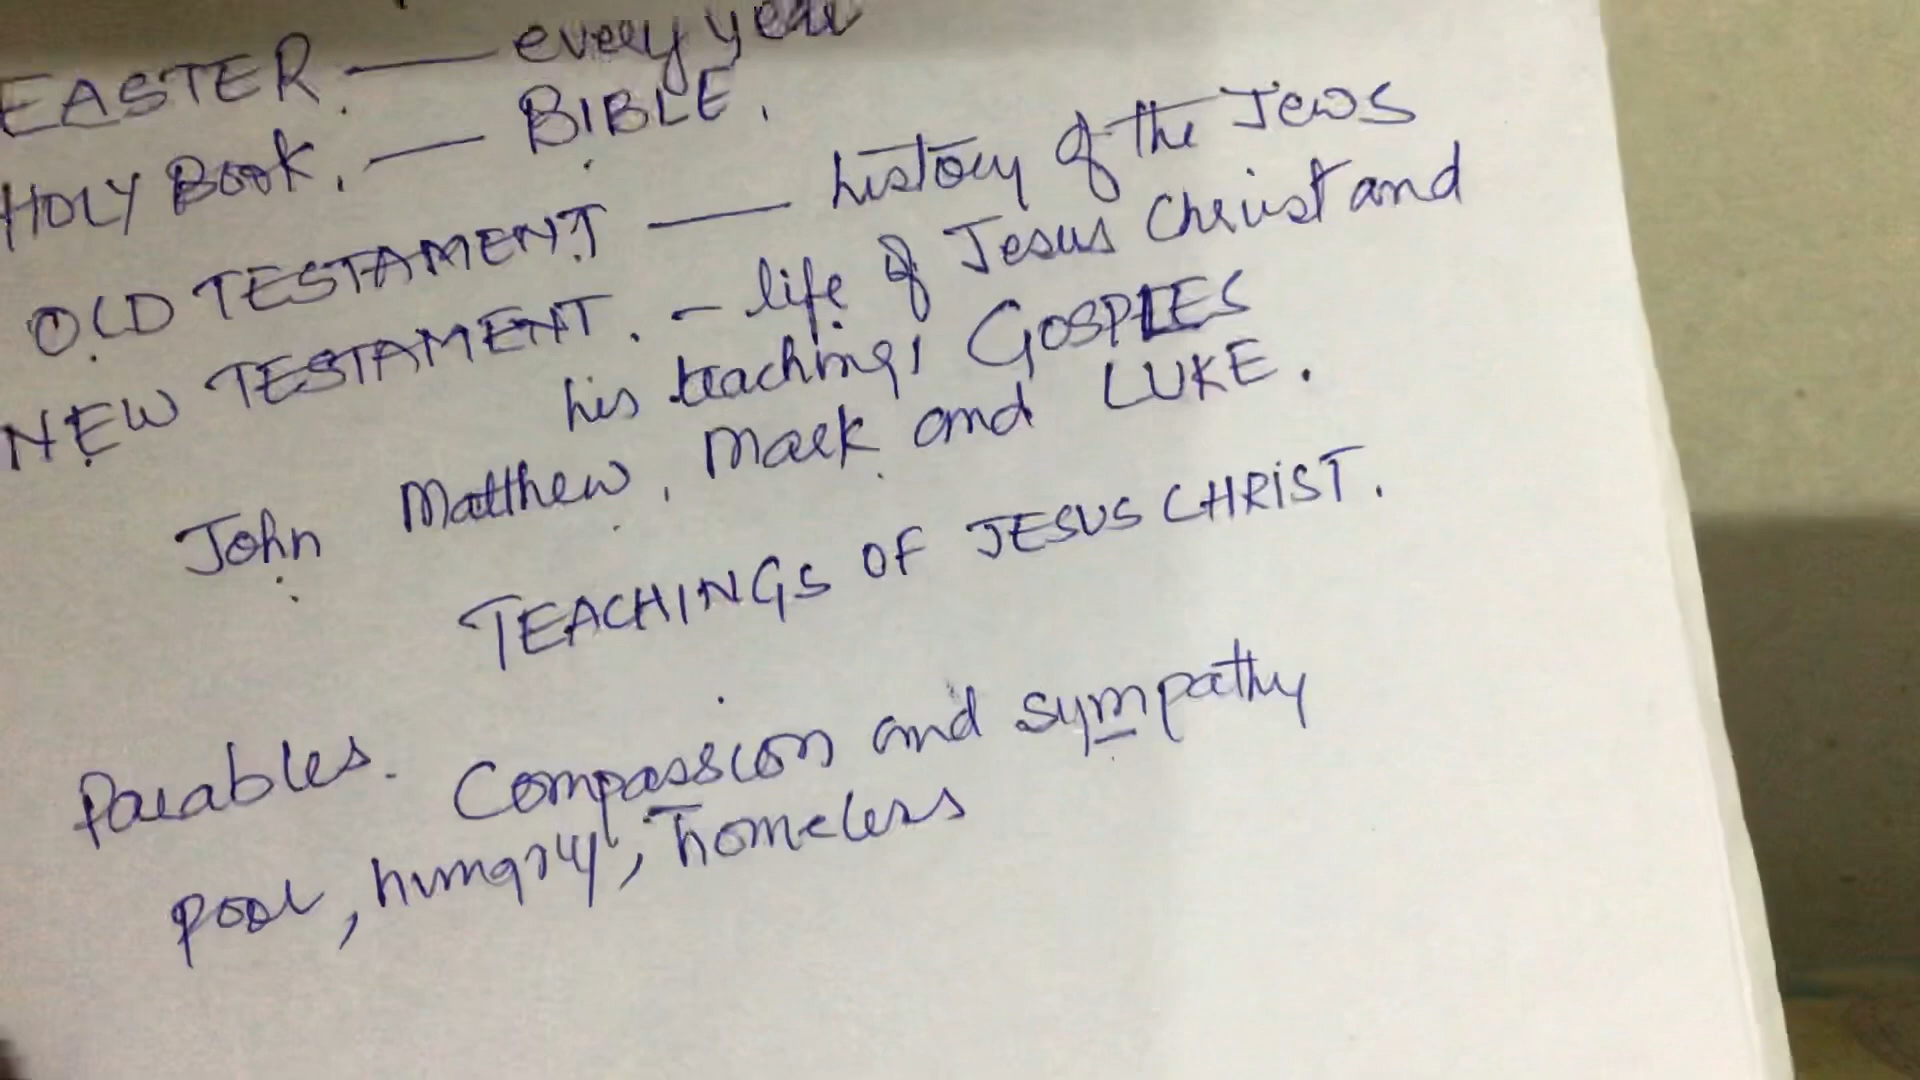 EASTER. — every year
HOLY BOOK. — BIBLE.
OLD TESTAMENT — history of the Jews
NEW TESTAMENT. - life of Jesus Christ and
his teachings GOSPLES
John Matthew, Mark and LUKE.
TEACHINGS OF JESUS CHRIST.
Parables. Compassion and sympathy
poor, hungry, homeless